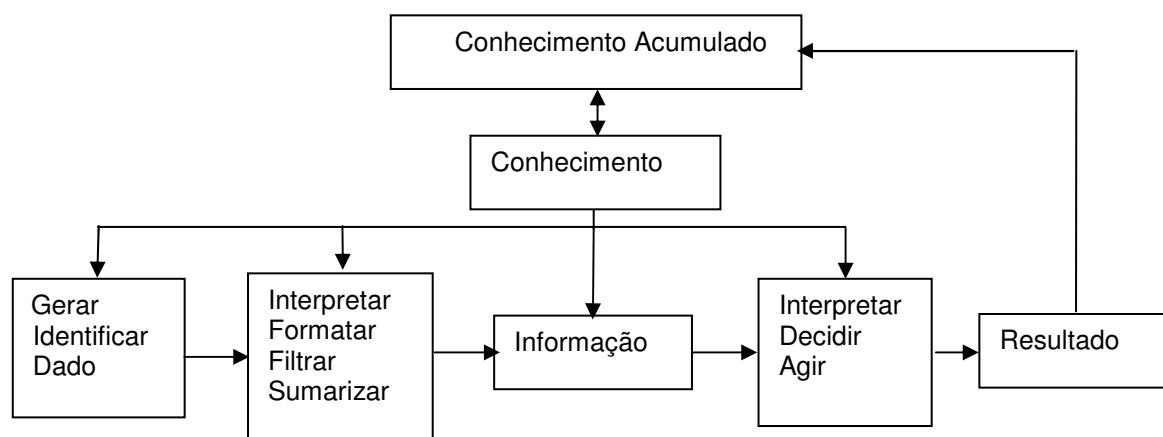 Conhecimento Acumulado
Conhecimento
Gerar
Identificar
Dado
Interpretar
Formatar
Filtrar
Sumarizar
Informação
Interpretar
Decidir
Agir
Resultado